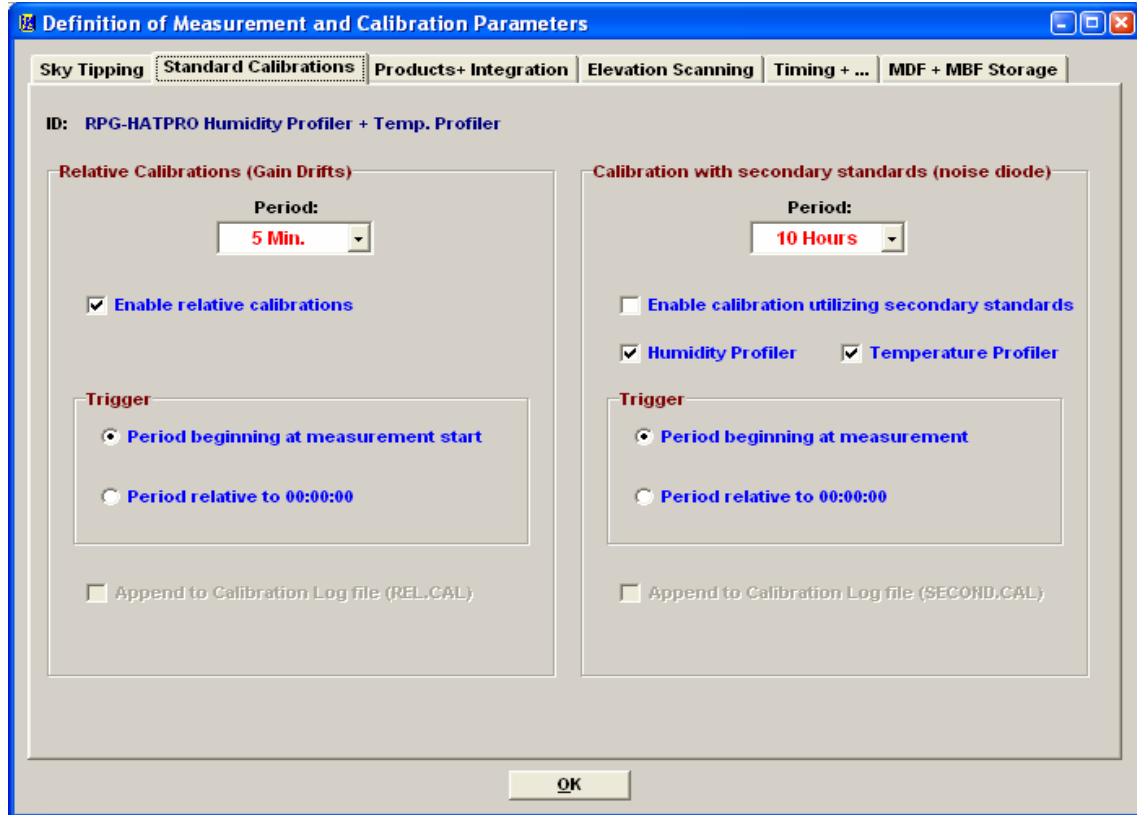 Definition of Measurement and Calibration Parameters
Sky Tipping Standard Calibrations Products+ Integration Elevation Scanning Timing + ... MDF + MBF Storage
ID: RPG-HATPRO Humidity Profiler + Temp. Profiler
Relative Calibrations (Gain Drifts)
Period:
5 Min.
Enable relative calibrations
Trigger
Period beginning at measurement start
Period relative to 00:00:00
Append to Calibration Log file (REL.CAL)
Calibration with secondary standards (noise diode)
Period:
10 Hours
Enable calibration utilizing secondary standards
Humidity Profiler Temperature Profiler
Trigger
Period beginning at measurement
Period relative to 00:00:00
Append to Calibration Log file (SECOND.CAL)
OK